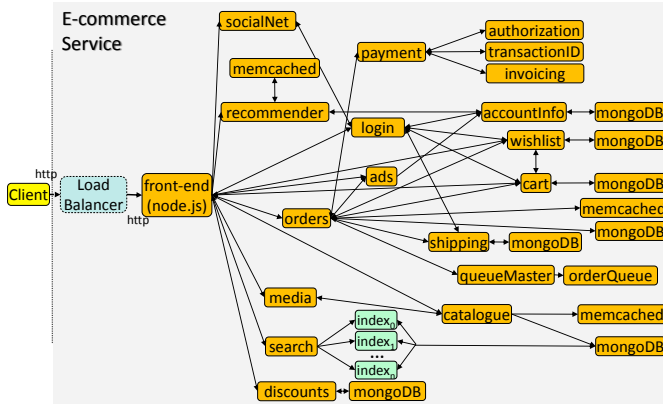 E-commerce
Service
socialNet
memcached
recommender
payment
authorization
transactionID
invoicing
accountInfo
mongoDB
login
wishlist
mongoDB
http
Client
Load
Balancer
http
front-end
(node.js)
ads
cart
mongoDB
orders
memcached
mongoDB
shipping
mongoDB
queueMaster
orderQueue
media
catalogue
memcached
search
index0
index1
...
indexn
mongoDB
discounts
mongoDB